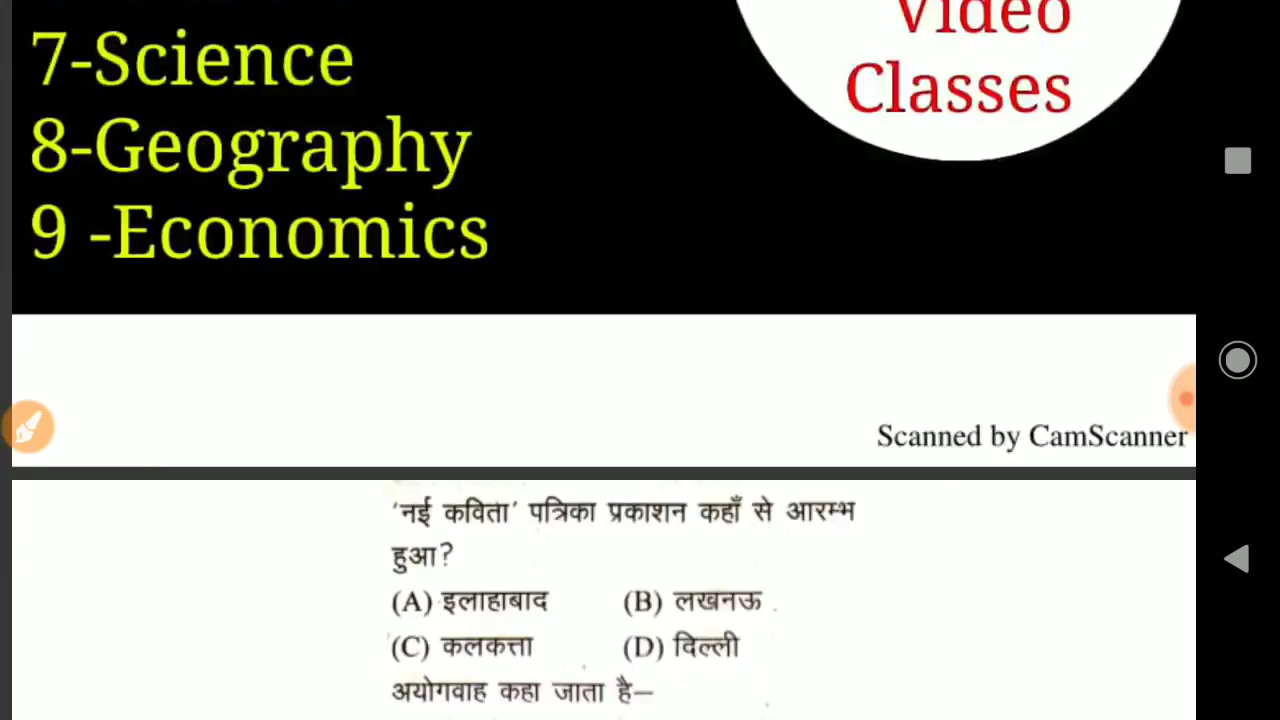 Video
7-Science
Classes
8-Geography
9 -Economics
Scanned by CamScanner
'नई कविता' पत्रिका प्रकाशन कहाँ से आरम्भ
हुआ?
(A) इलाहाबाद (B) लखनऊ
(C) कलकत्ता (D) दिल्ली
अयोगवाह कहा जाता है—